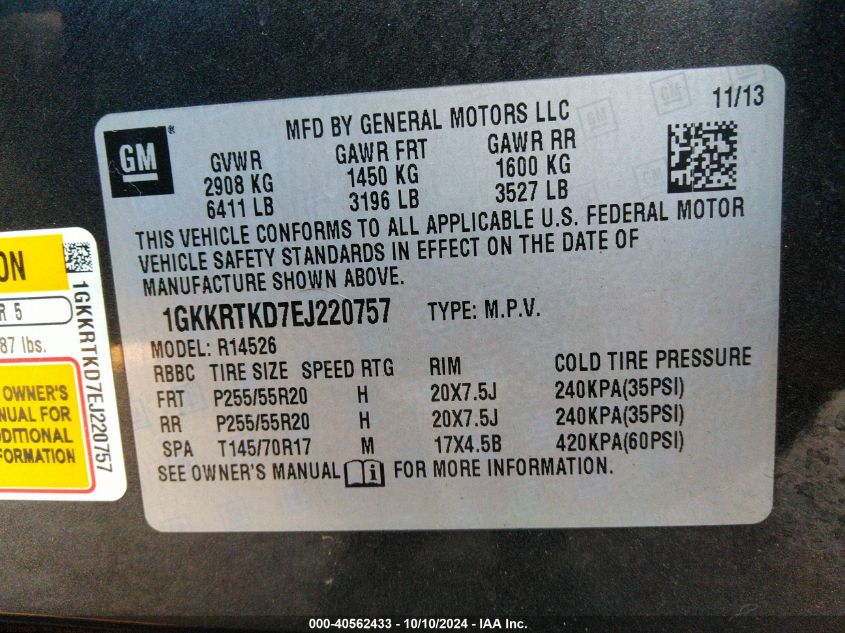 GM
®
MFD BY GENERAL MOTORS LLC
11/13
GVWR GAWR FRT GAWR RR
2908 KG 1450 KG 1600 KG
6411 LB 3196 LB 3527 LB
THIS VEHICLE CONFORMS TO ALL APPLICABLE U.S. FEDERAL MOTOR
VEHICLE SAFETY STANDARDS IN EFFECT ON THE DATE OF
MANUFACTURE SHOWN ABOVE.
1GKKRTKD7EJ220757 TYPE: M.P.V.
MODEL: R14526
RBBC TIRE SIZE SPEED RTG RIM COLD TIRE PRESSURE
FRT P255/55R20 H 20X7.5J 240KPA(35PSI)
RR P255/55R20 H 20X7.5J 240KPA(35PSI)
SPA T145/70R17 M 17X4.5B 420KPA(60PSI)
SEE OWNER'S MANUAL i FOR MORE INFORMATION.
ON
R 5
87 lbs.
OWNER'S
NUAL FOR
DITIONAL
FORMATION
1GKKRTKD7EJ220757
000-40562433 - 10/10/2024 - IAA Inc.